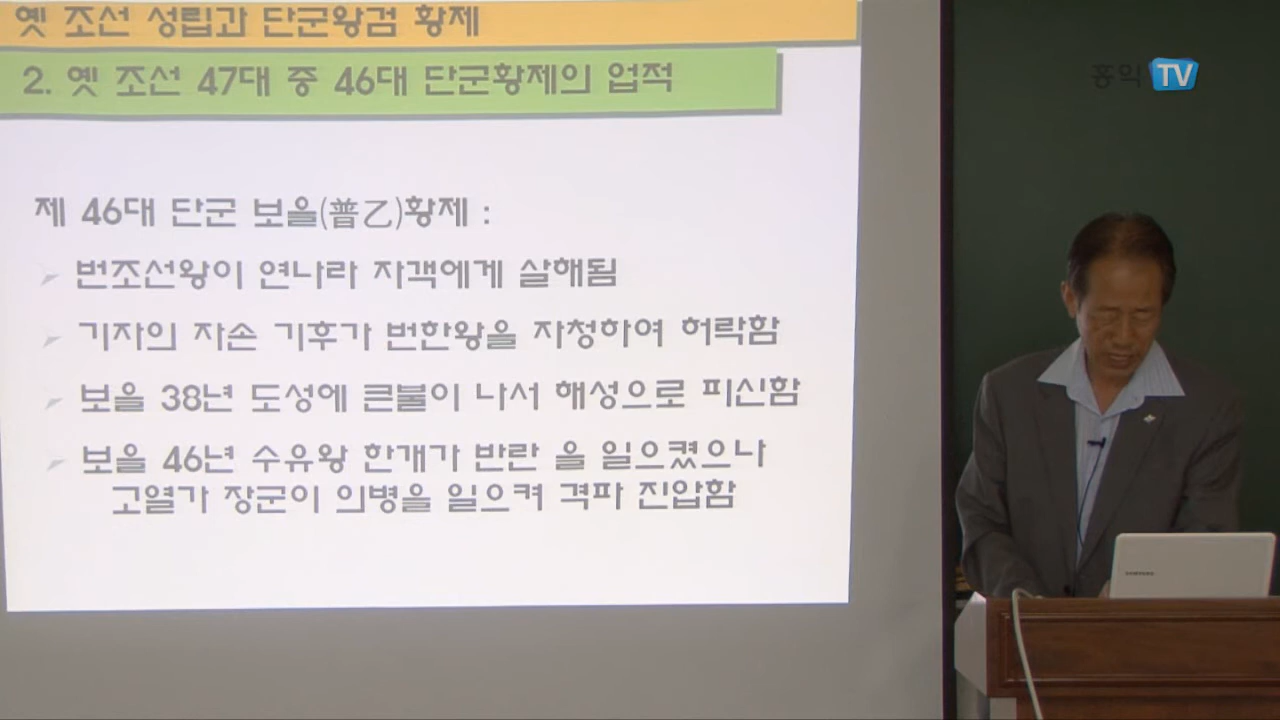 옛 조선 성립과 단군왕검 황제
2. 옛 조선 47대 중 46대 단군황제의 업적
홍익TV
제 46대 단군 보을(普乙)황제 :
번조선왕이 연나라 자객에게 살해됨
기자의 자손 기후가 번한왕을 자청하여 허락함
보을 38년 도성에 큰불이 나서 해성으로 피신함
보을 46년 수유왕 한개가 반란 을 일으켰으나
고열가 장군이 의병을 일으켜 격파 진압함
SAMSUNG